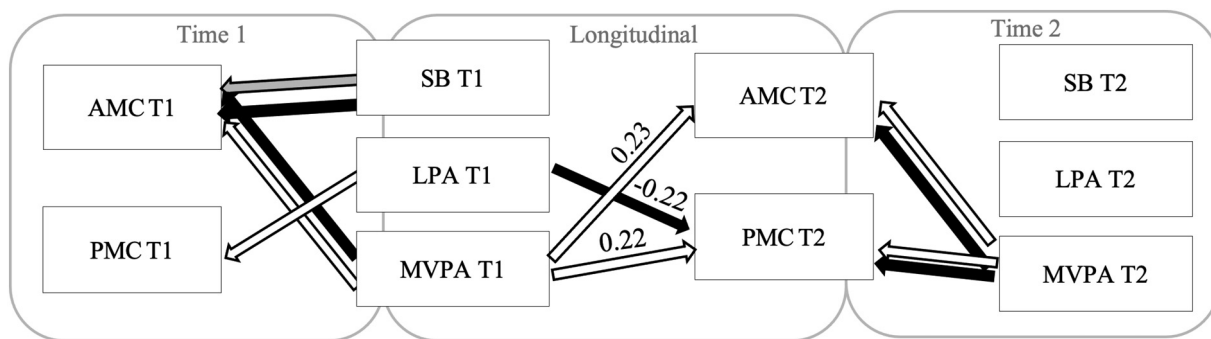 Time 1
Longitudinal
Time 2
AMC T1
SB T1
AMC T2
SB T2
LPA T1
LPA T2
PMC T1
MVPA T1
PMC T2
MVPA T2
0.23
-0.22
0.22